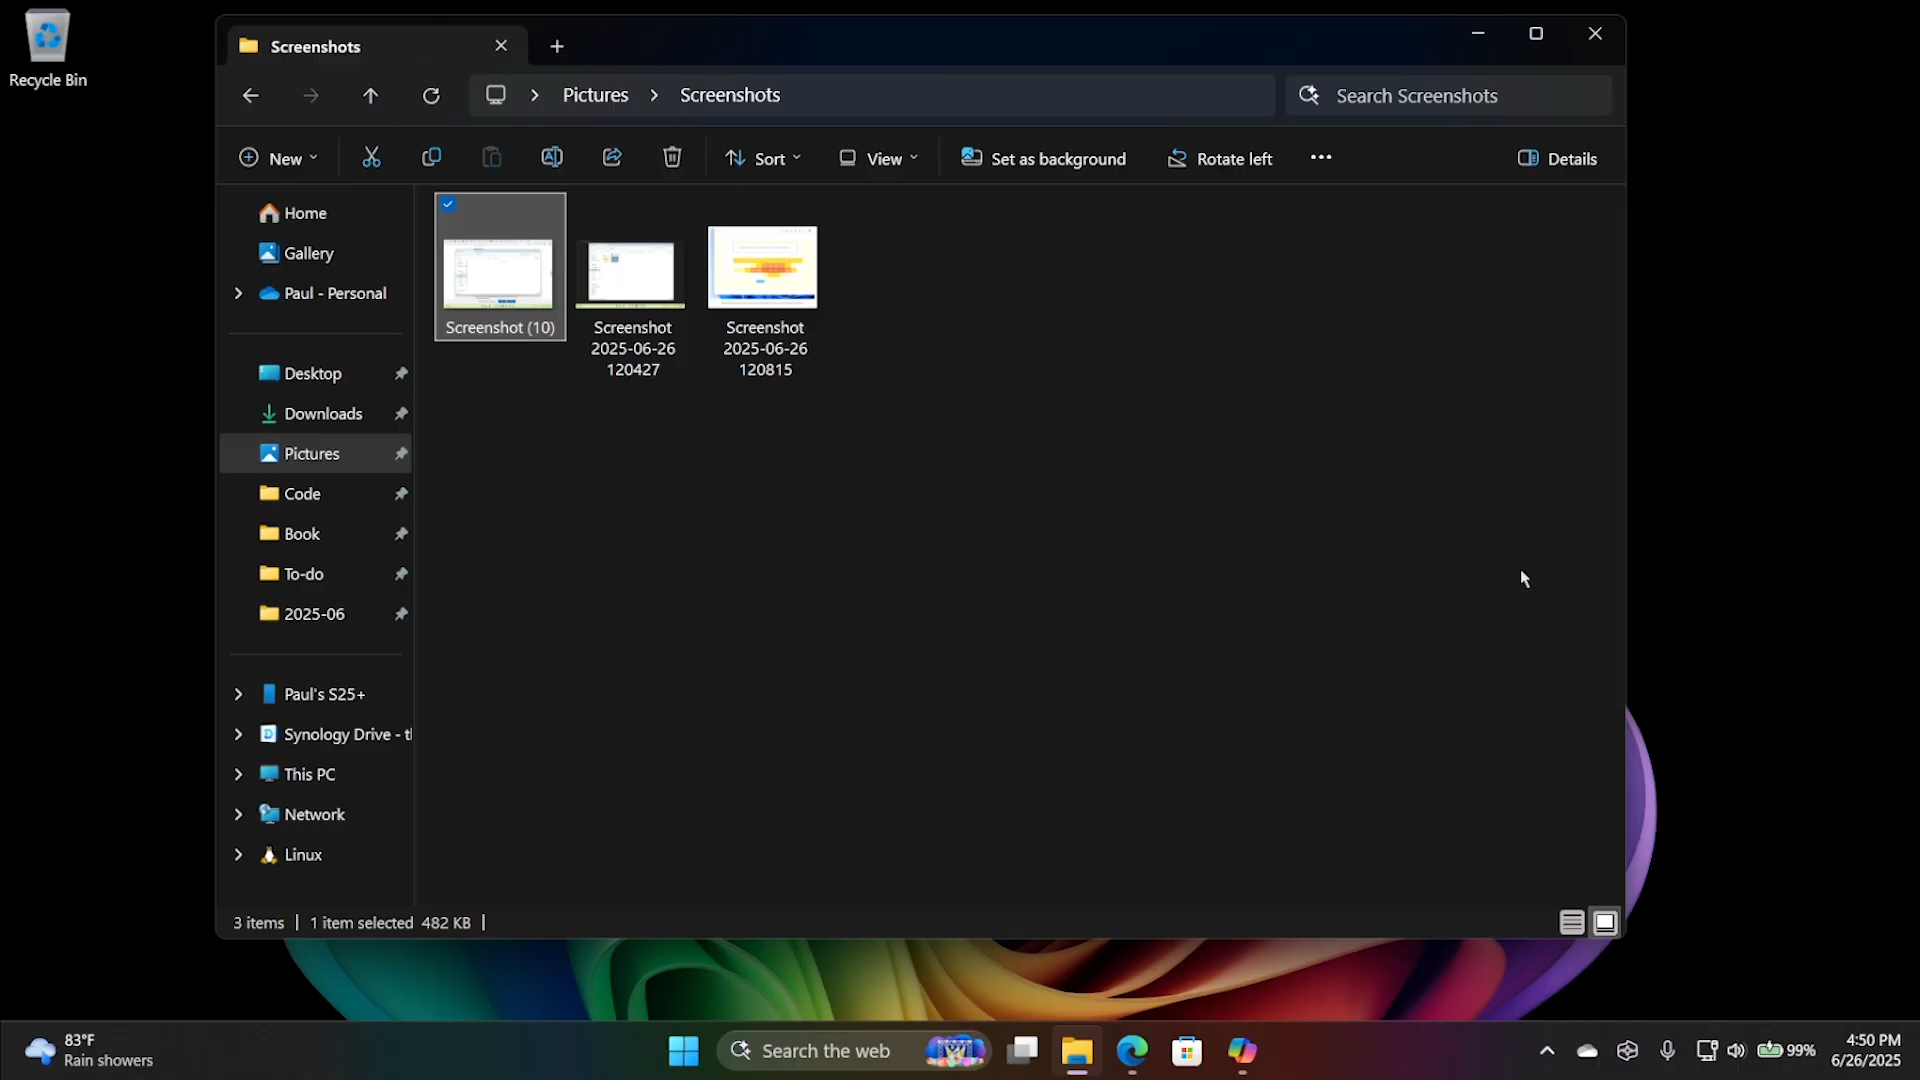 Recycle Bin
Screenshots
Pictures
Screenshots
Search Screenshots
New
Sort
View
Set as background
Rotate left
Details
Home
Gallery
Paul - Personal
Desktop
Downloads
Pictures
Code
Book
To-do
2025-06
Paul's S25+
Synology Drive - t
This PC
Network
Linux
Screenshot (10)
Screenshot
2025-06-26
120427
Screenshot
2025-06-26
120815
3 items
1 item selected 482 KB
83°F
Rain showers
Search the web
99%
4:50 PM
6/26/2025